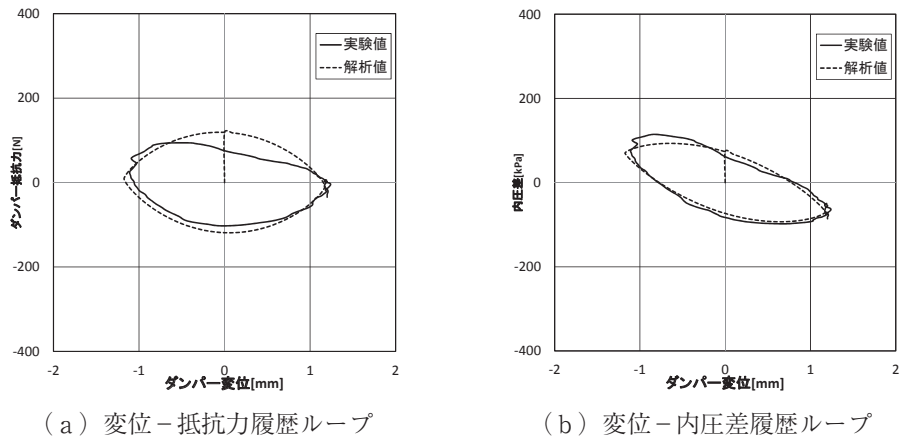 400
200
0
-200
-400
ダンパー抵抗力[N]
実験値
解析値
-2 -1 0 1 2
ダンパー変位[mm]
(a)変位−抵抗力履歴ループ
400
200
0
-200
-400
内圧差[kPa]
実験値
解析値
-2 -1 0 1 2
ダンパー変位[mm]
(b)変位−内圧差履歴ループ